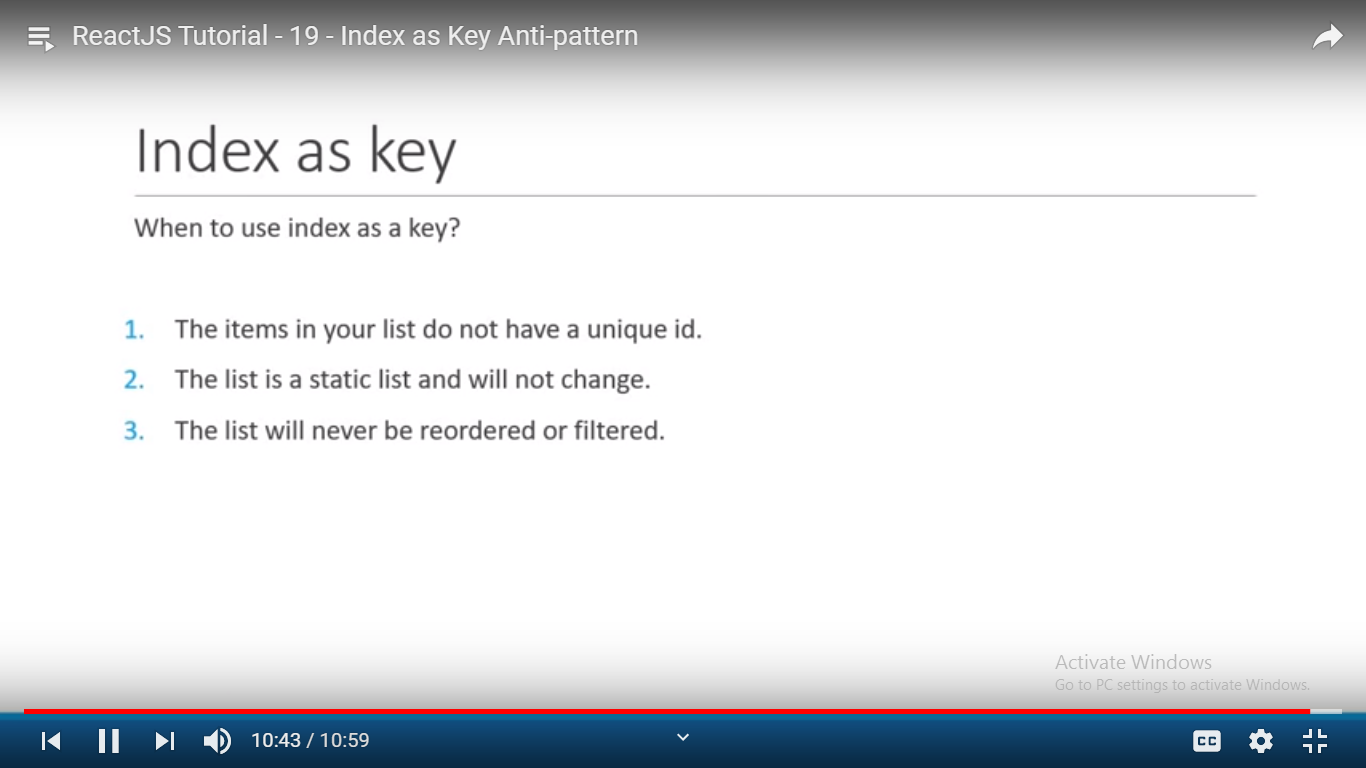 ReactJS Tutorial - 19 - Index as Key Anti-pattern
Index as key
When to use index as a key?
1. The items in your list do not have a unique id.
2. The list is a static list and will not change.
3. The list will never be reordered or filtered.
Activate Windows
Go to PC settings to activate Windows.
10:43 / 10:59
CC